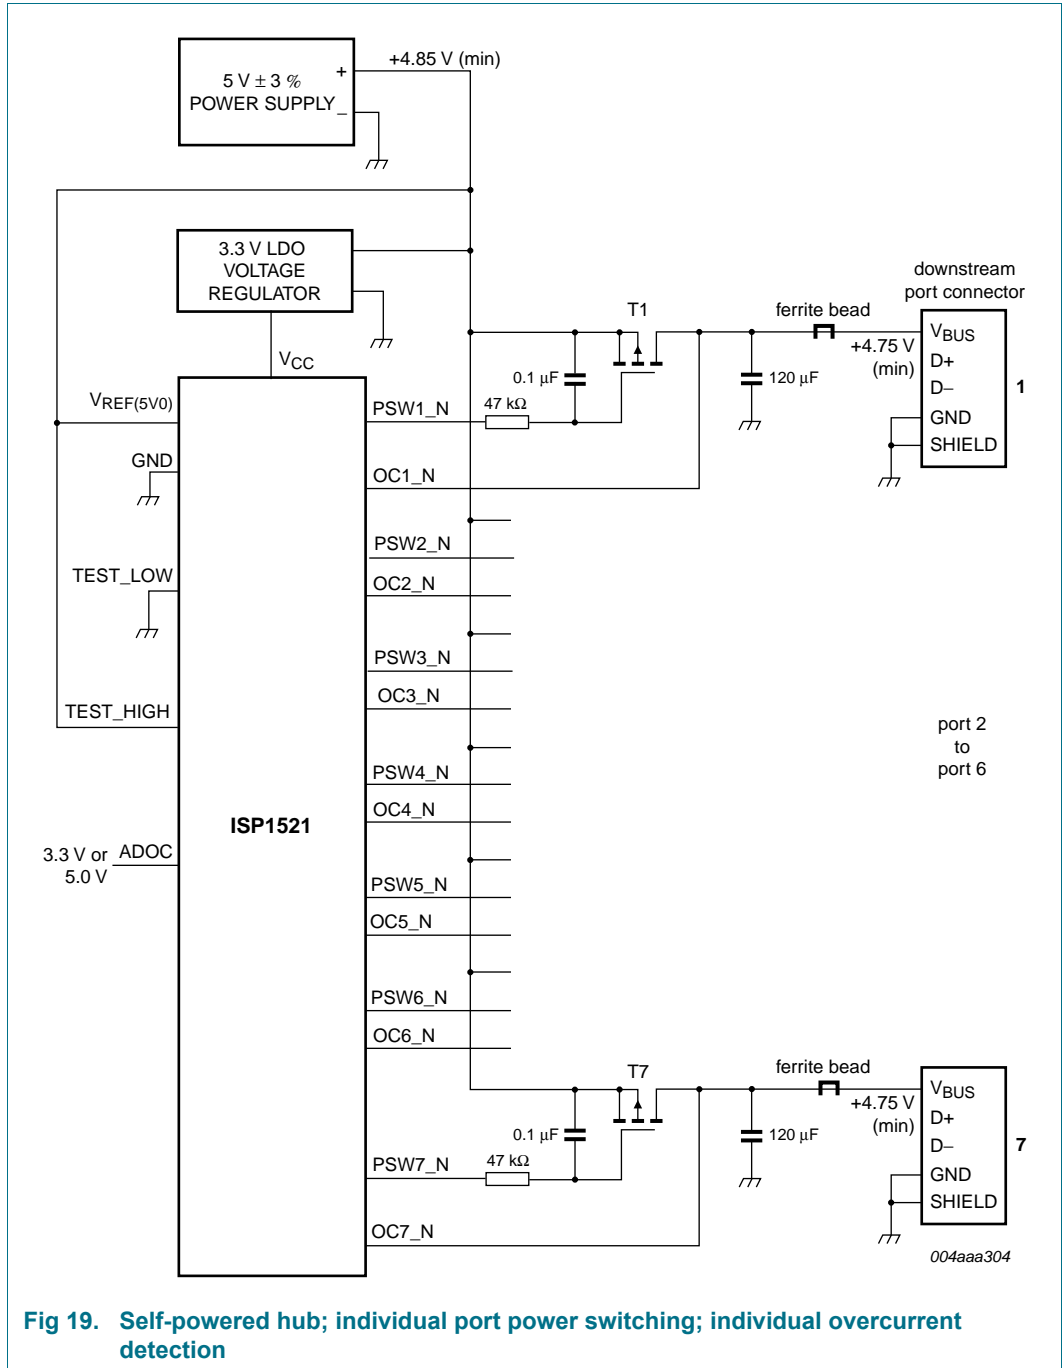 +4.85 V (min)
5 V ± 3 %
POWER SUPPLY
+
−
3.3 V LDO
VOLTAGE
REGULATOR
VCC
VREF(5V0)
GND
TEST_LOW
TEST_HIGH
3.3 V or
5.0 V
ADOC
ISP1521
PSW1_N
47 kΩ
0.1 μF
T1
120 μF
ferrite bead
downstream
port connector
+4.75 V
(min)
VBUS
D+
D−
GND
SHIELD
1
OC1_N
PSW2_N
OC2_N
PSW3_N
OC3_N
PSW4_N
OC4_N
PSW5_N
OC5_N
PSW6_N
OC6_N
port 2
to
port 6
T7
0.1 μF
PSW7_N
47 kΩ
120 μF
ferrite bead
+4.75 V
(min)
VBUS
D+
D−
GND
SHIELD
7
OC7_N
004aaa304
Fig 19. Self-powered hub; individual port power switching; individual overcurrent
detection